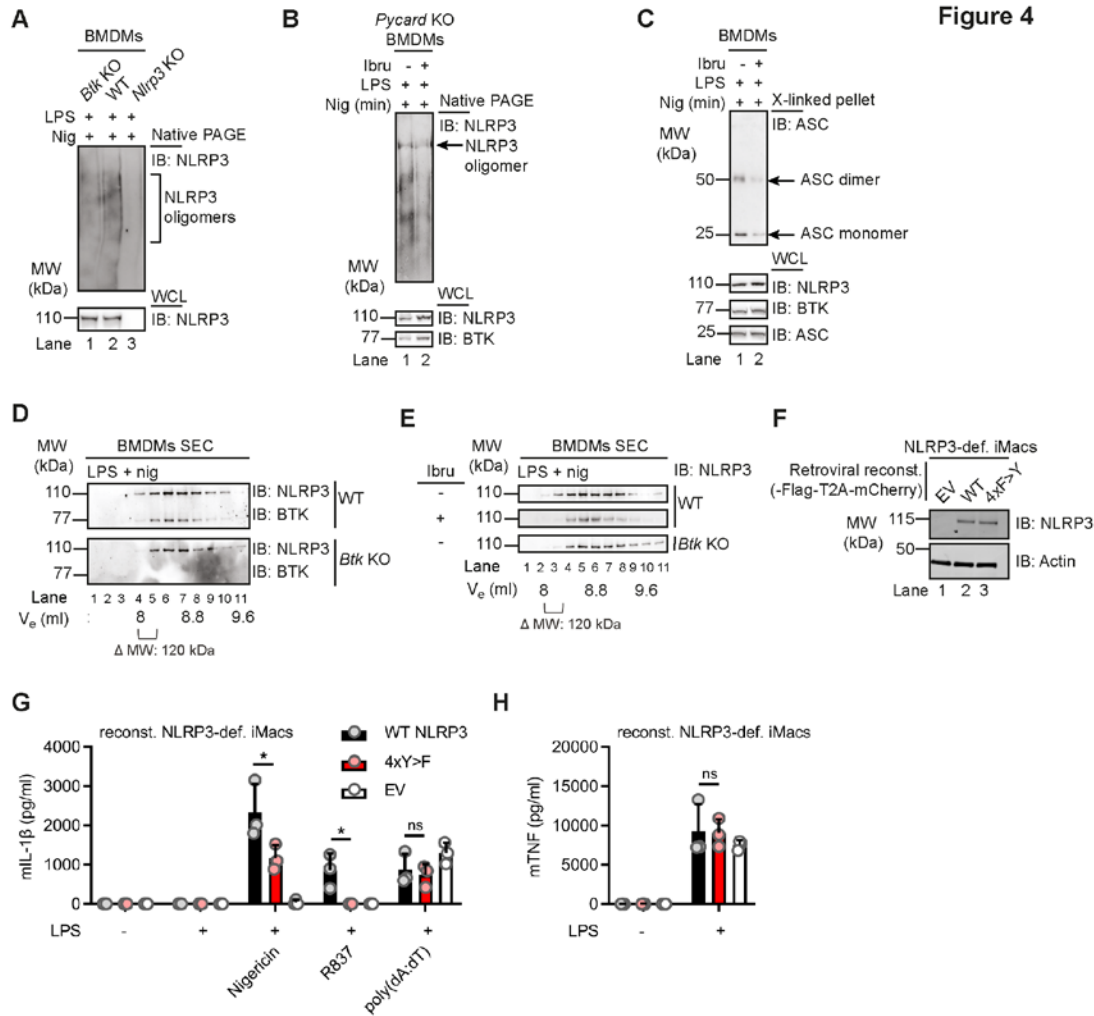 Figure 4
A
BMDMs
Btk KO
WT
Nlrp3 KO
LPS + + +
Nig + + +
Native PAGE
IB: NLRP3
NLRP3
oligomers
MW
(kDa)
WCL
110
IB: NLRP3
Lane 1 2 3
B
Pycard KO
BMDMs
Ibru - +
LPS + +
Nig (min) + +
Native PAGE
IB: NLRP3
NLRP3
oligomer
MW
(kDa)
WCL
110
IB: NLRP3
77
IB: BTK
Lane 1 2
C
BMDMs
Ibru - +
LPS + +
Nig (min) + +
X-linked pellet
IB: ASC
MW
(kDa)
50
ASC dimer
25
ASC monomer
WCL
110
IB: NLRP3
77
IB: BTK
25
IB: ASC
Lane 1 2
D
MW
(kDa)
BMDMs SEC
LPS + nig
110
IB: NLRP3
WT
77
IB: BTK
110
IB: NLRP3
Btk KO
77
IB: BTK
Lane 1 2 3 4 5 6 7 8 9 10 11
Ve (ml) : 8 8.8 9.6
Δ MW: 120 kDa
E
MW
(kDa)
BMDMs SEC
Ibru
LPS + nig
IB: NLRP3
- 110
WT
+ 110
- 110
Btk KO
1 2 3 4 5 6 7 8 9 10 11
Ve (ml) 8 8.8 9.6
Δ MW: 120 kDa
F
NLRP3-def. iMacs
Retroviral reconst.
(-Flag-T2A-mCherry)
EV
WT
4xF>Y
MW
(kDa)
115
IB: NLRP3
50
IB: Actin
Lane 1 2 3
G
reconst. NLRP3-def. iMacs
WT NLRP3
4xY>F
EV
mIL-1β (pg/ml)
4000
3000
2000
1000
0
* * ns
LPS - + + + +
Nigericin
R837
poly(dA:dT)
H
reconst. NLRP3-def. iMacs
mTNF (pg/ml)
20000
15000
10000
5000
0
ns
LPS - +